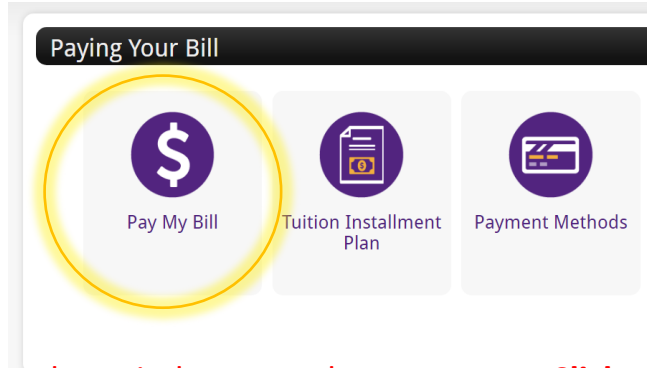 Paying Your Bill
$
Pay My Bill
Tuition Installment
Plan
Payment Methods